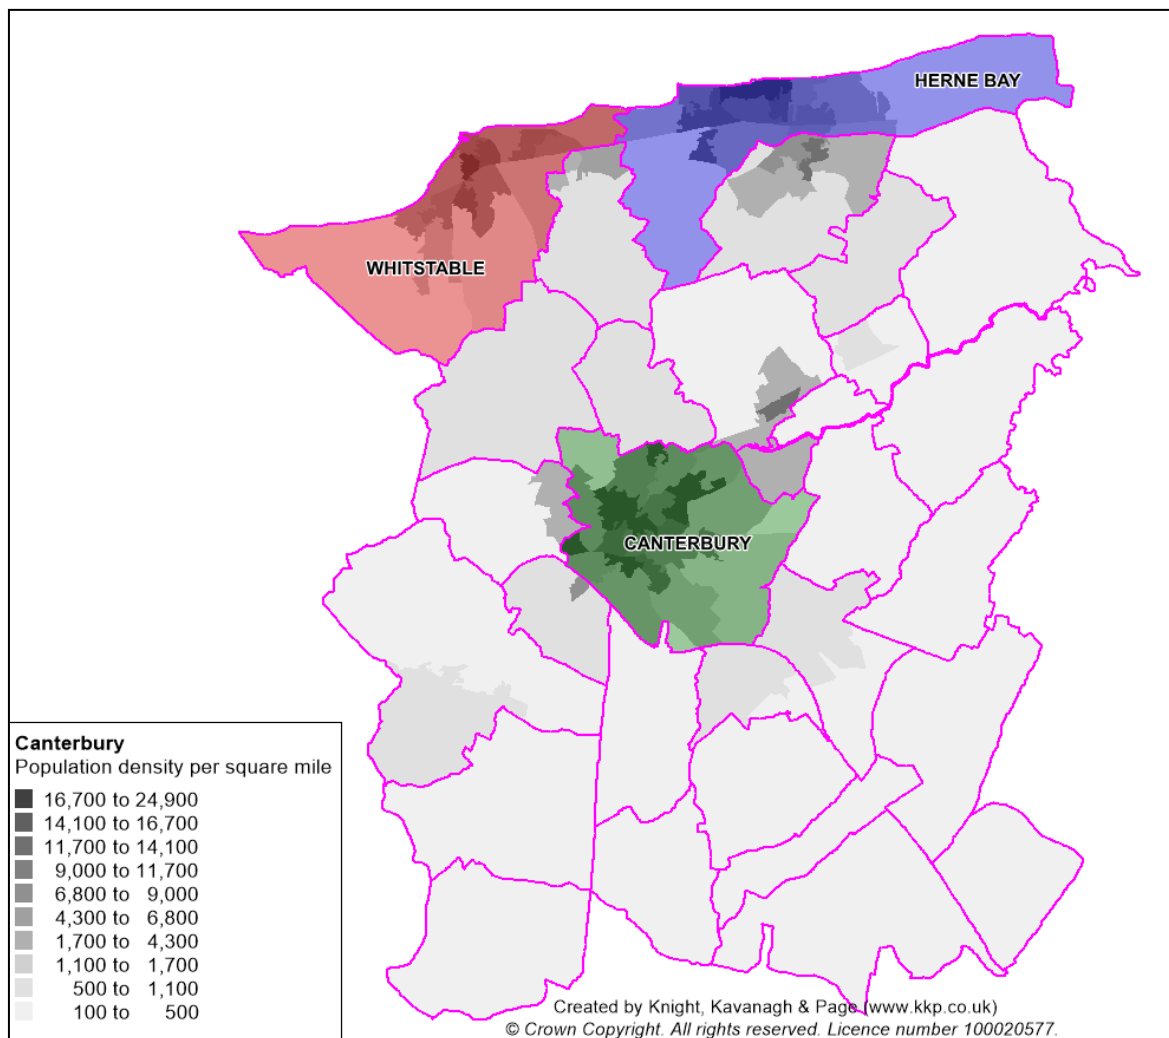 HERNE BAY
WHITSTABLE
CANTERBURY
Canterbury
Population density per square mile
16,700 to 24,900
14,100 to 16,700
11,700 to 14,100
9,000 to 11,700
6,800 to 9,000
4,300 to 6,800
1,700 to 4,300
1,100 to 1,700
500 to 1,100
100 to 500
Created by Knight, Kavanagh & Page (www.kkp.co.uk)
© Crown Copyright. All rights reserved. Licence number 100020577.